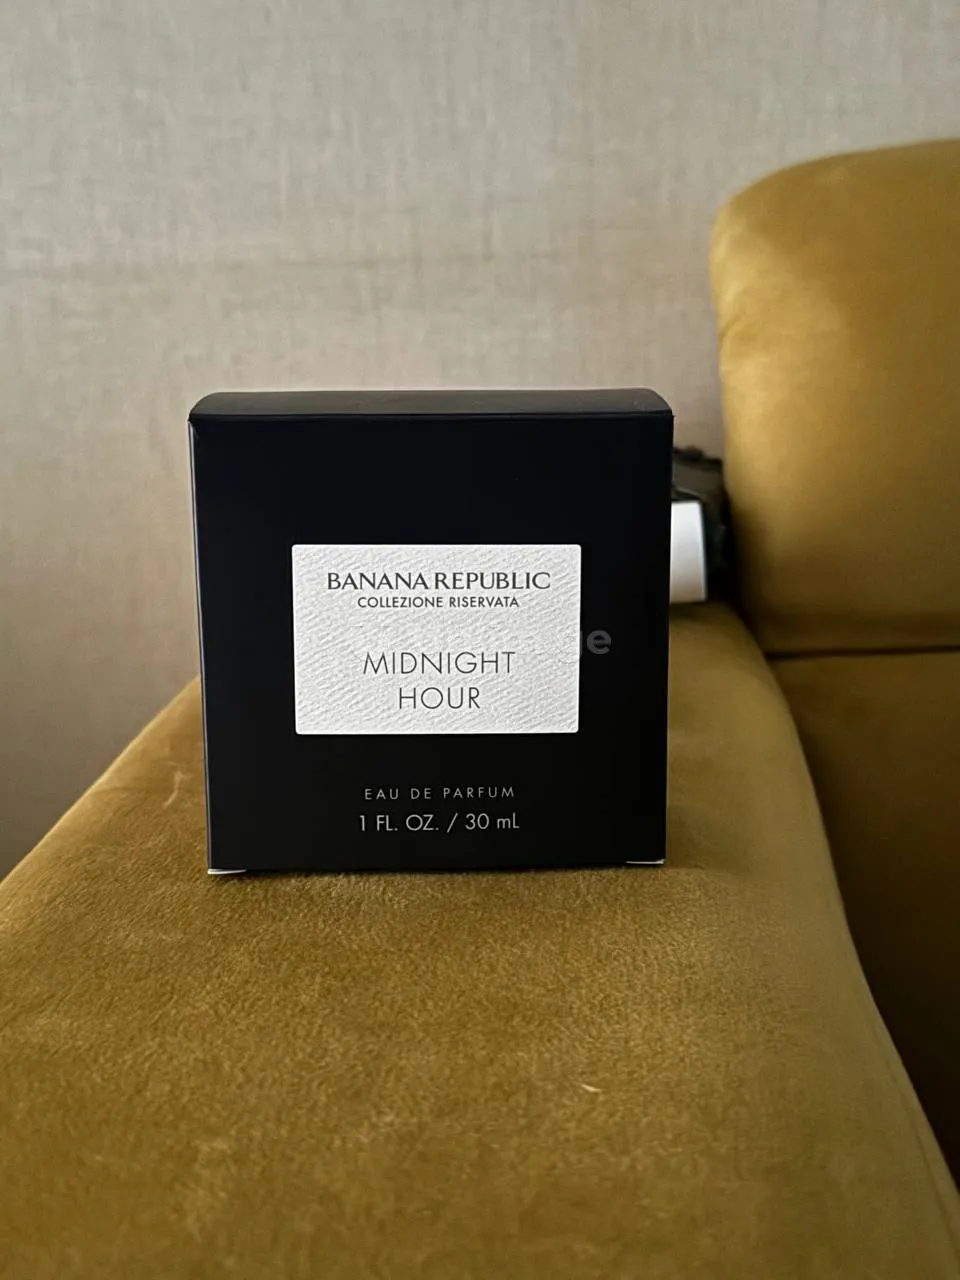 BANANA REPUBLIC
COLLEZIONE RISERVATA
MIDNIGHT
HOUR
EAU DE PARFUM
1 FL. OZ. / 30 mL